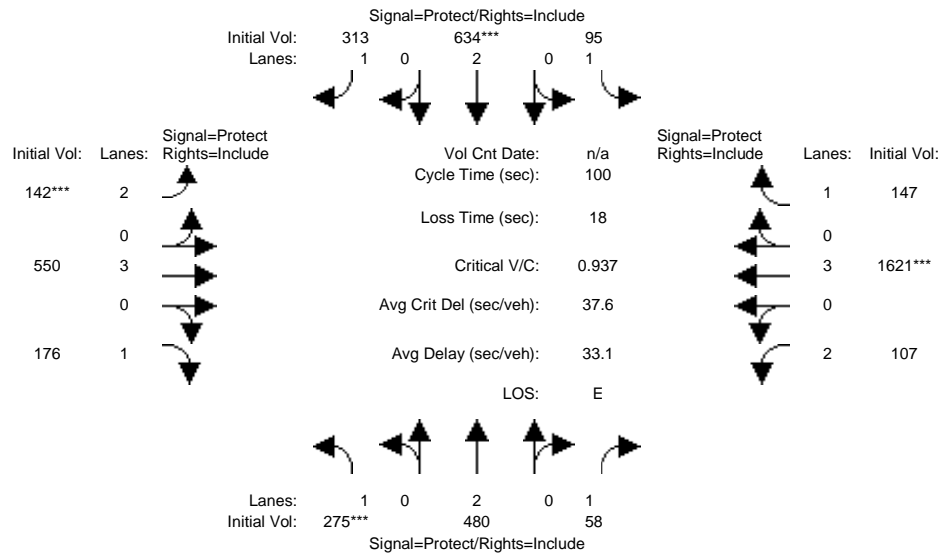 Signal=Protect/Rights=Include
Initial Vol: 313 634*** 95
Lanes: 1 0 2 0 1
Signal=Protect
Initial Vol: Lanes: Rights=Include
Vol Cnt Date: n/a
Cycle Time (sec): 100
Signal=Protect
Rights=Include Lanes: Initial Vol:
142*** 2
1 147
Loss Time (sec): 18
0
0
550 3
Critical V/C: 0.937
3 1621***
0
Avg Crit Del (sec/veh): 37.6
0
176 1
Avg Delay (sec/veh): 33.1
2 107
LOS: E
Lanes: 1 0 2 0 1
Initial Vol: 275*** 480 58
Signal=Protect/Rights=Include